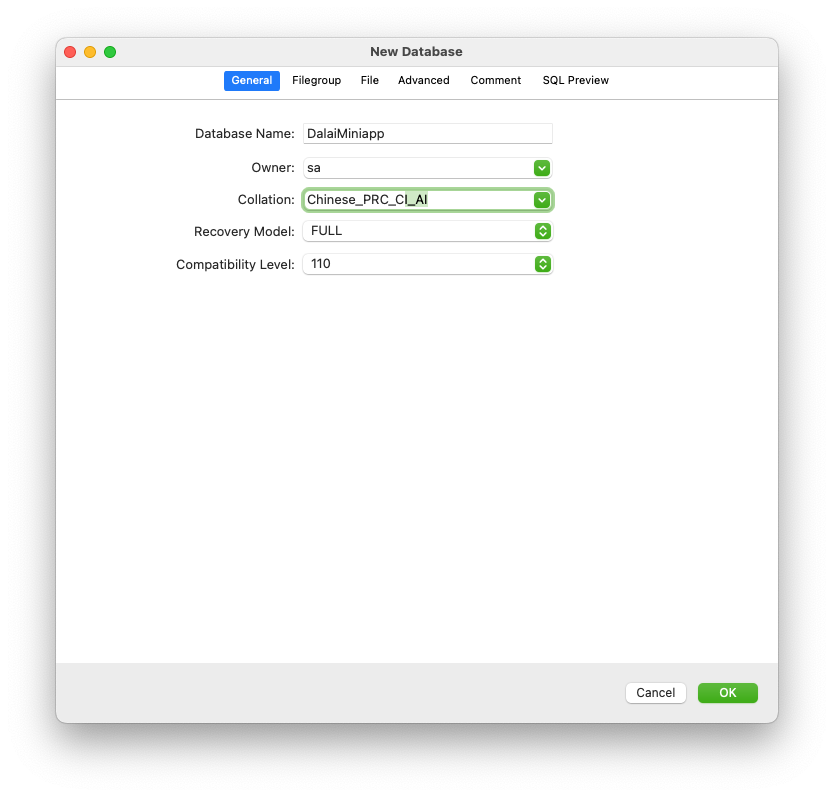 New Database
General Filegroup File Advanced Comment SQL Preview
Database Name: DalaiMiniapp
Owner: sa
Collation: Chinese_PRC_CI_AI
Recovery Model: FULL
Compatibility Level: 110
Cancel OK